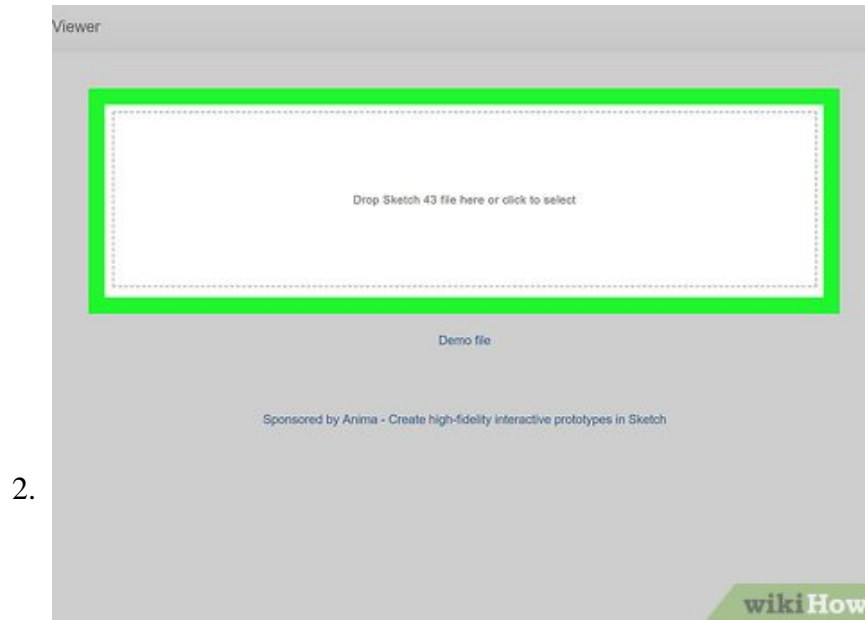 Viewer
Drop Sketch 43 file here or click to select
Demo file
Sponsored by Anima - Create high-fidelity interactive prototypes in Sketch
2.
wikiHow